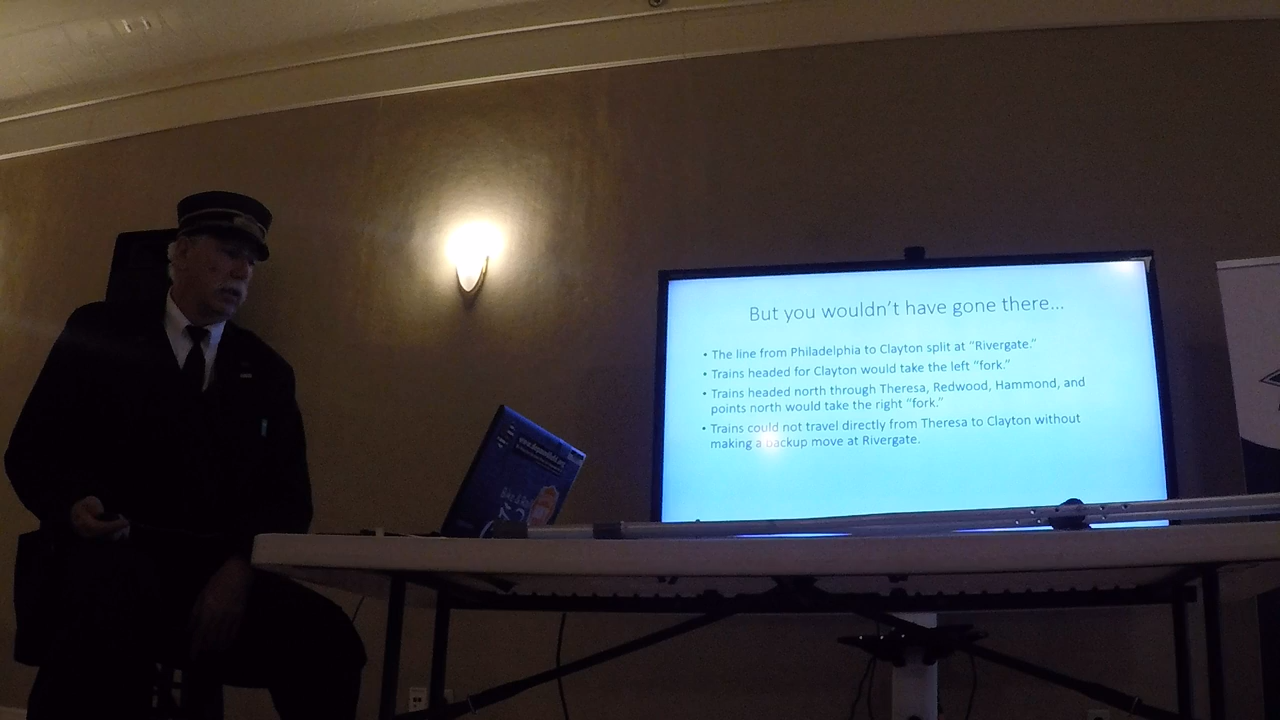 But you wouldn't have gone there...
• The line from Philadelphia to Clayton split at “Rivergate.”
• Trains headed for Clayton would take the left “fork.”
• Trains headed north through Theresa, Redwood, Hammond, and
points north would take the right “fork.”
• Trains could not travel directly from Theresa to Clayton without
making a backup move at Rivergate.